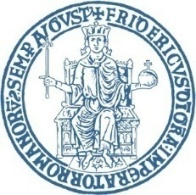 ✝ FRIDERICVS : IMPERATOR ROMANORV SEMP AVGVST